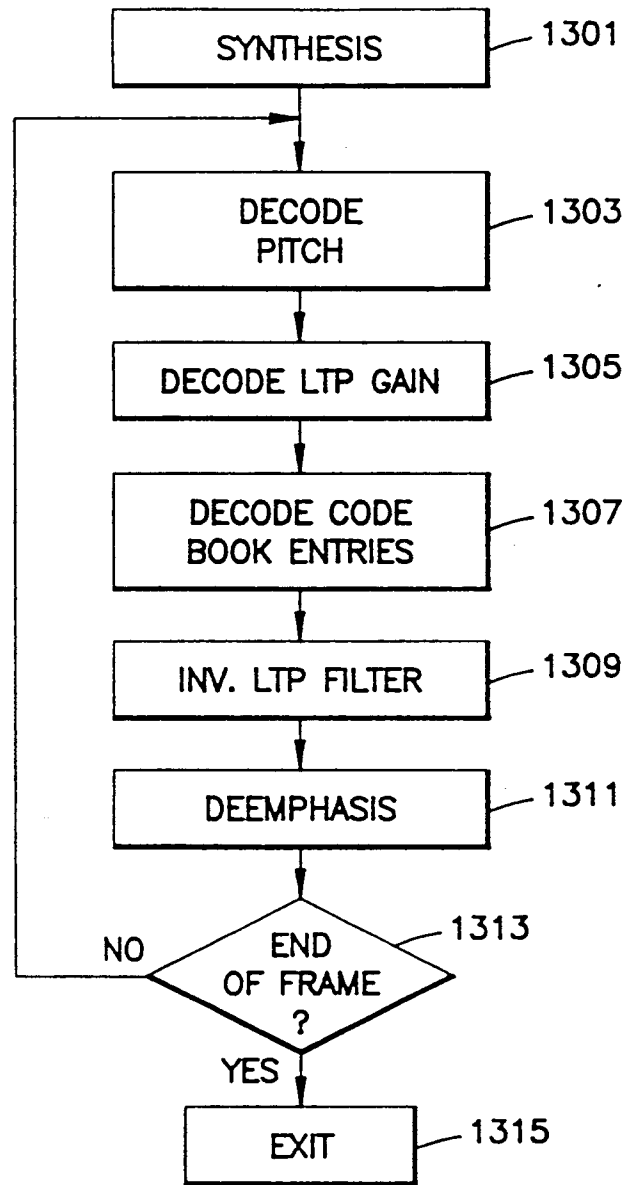 SYNTHESIS
1301
DECODE
PITCH
1303
DECODE LTP GAIN
1305
DECODE CODE
BOOK ENTRIES
1307
INV. LTP FILTER
1309
DEEMPHASIS
1311
END
OF FRAME
?
1313
NO
YES
EXIT
1315